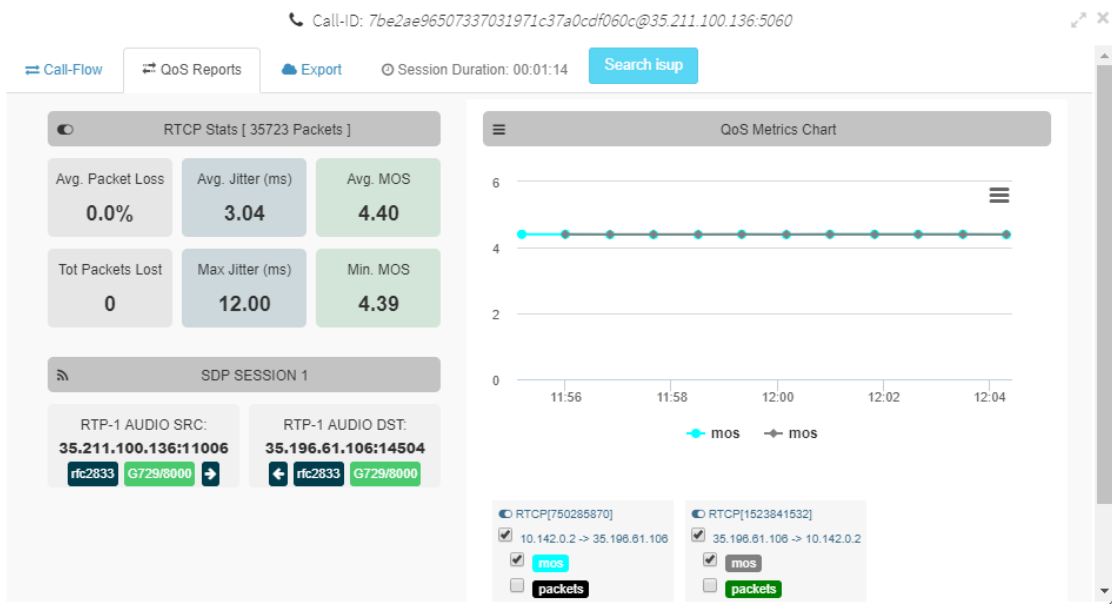 Call-ID: 7be2ae96507337031971c37a0cdf060c@35.211.100.136:5060
Call-Flow
QoS Reports
Export
Session Duration: 00:01:14
Search isup
RTCP Stats [ 35723 Packets ]
Avg. Packet Loss
0.0%
Avg. Jitter (ms)
3.04
Avg. MOS
4.40
Tot Packets Lost
0
Max Jitter (ms)
12.00
Min. MOS
4.39
SDP SESSION 1
RTP-1 AUDIO SRC:
35.211.100.136:11006
rfc2833 G729/8000
RTP-1 AUDIO DST:
35.196.61.106:14504
rfc2833 G729/8000
QoS Metrics Chart
6
4
2
0
11:56 11:58 12:00 12:02 12:04
mos mos
RTCP[750285870]
10.142.0.2 -> 35.196.61.106
mos
packets
RTCP[1523841532]
35.196.61.106 -> 10.142.0.2
mos
packets